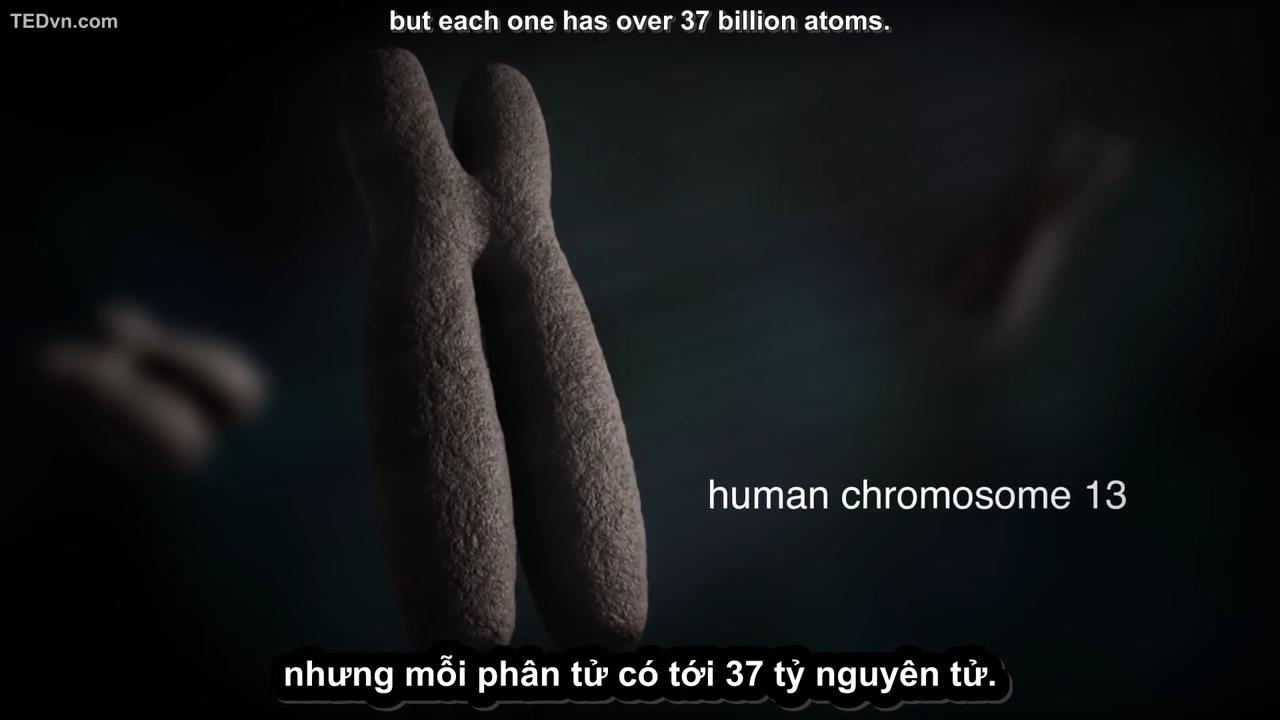 TEDvn.com
but each one has over 37 billion atoms.
human chromosome 13
nhưng mỗi phân tử có tới 37 tỷ nguyên tử.